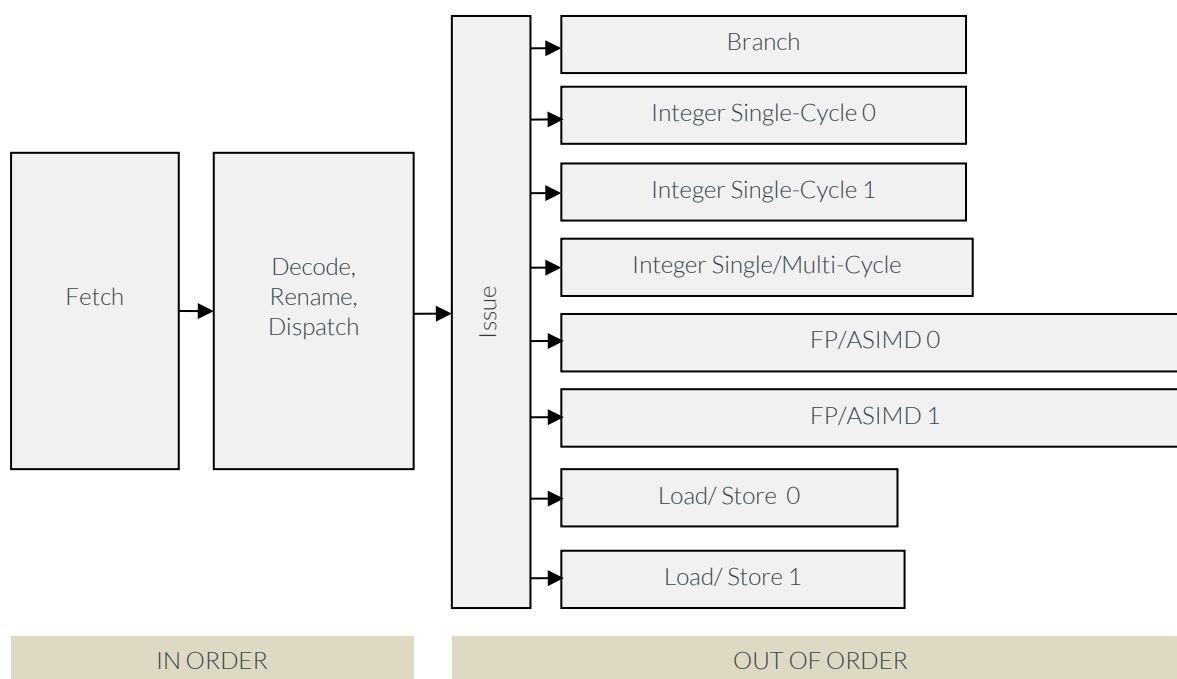 Fetch
Decode,
Rename,
Dispatch
Issue
Branch
Integer Single-Cycle 0
Integer Single-Cycle 1
Integer Single/Multi-Cycle
FP/ASIMD 0
FP/ASIMD 1
Load/ Store  0
Load/ Store 1
IN ORDER
OUT OF ORDER